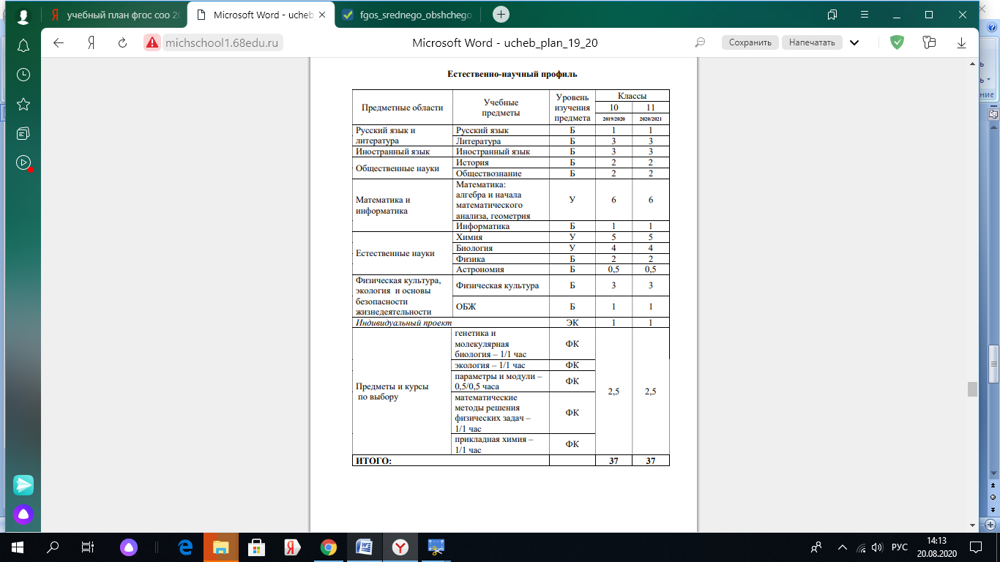 учебный план фгос соо 20
Microsoft Word - ucheb
fgos_srednego_obshchego
michschool1.68edu.ru
Microsoft Word - ucheb_plan_19_20
Сохранить
Напечатать
Естественно-научный профиль
Предметные области
Учебные
предметы
Уровень
изучения
предмета
Классы
10
11
2019/2020
2020/2021
Русский язык и
литература
Русский язык
Б
1
1
Литература
Б
3
3
Иностранный язык
Иностранный язык
Б
3
3
Общественные науки
История
Б
2
2
Обществознание
Б
2
2
Математика и
информатика
Математика:
алгебра и начала
математического
анализа, геометрия
У
6
6
Информатика
Б
1
1
Естественные науки
Химия
У
5
5
Биология
У
4
4
Физика
Б
2
2
Астрономия
Б
0,5
0,5
Физическая культура,
экология и основы
безопасности
жизнедеятельности
Физическая культура
Б
3
3
ОБЖ
Б
1
1
Индивидуальный проект
ЭК
1
1
Предметы и курсы
по выбору
генетика и
молекулярная
биология – 1/1 час
ФК
экология – 1/1 час
ФК
параметры и модули –
0,5/0,5 часа
ФК
математические
методы решения
физических задач –
1/1 час
ФК
прикладная химия –
1/1 час
ФК
2,5
2,5
ИТОГО:
37
37
РУС
14:13
20.08.2020